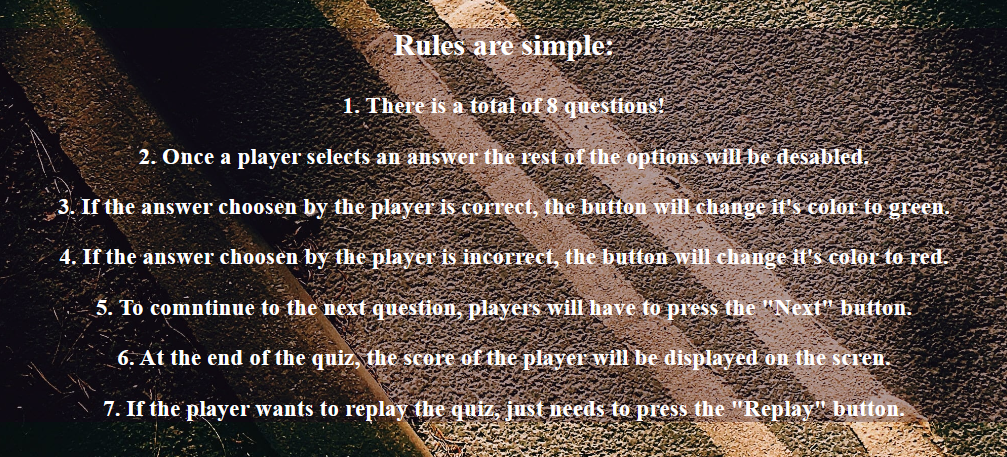 Rules are simple:
1. There is a total of 8 questions!
2. Once a player selects an answer the rest of the options will be desabled.
3. If the answer choosen by the player is correct, the button will change it's color to green.
4. If the answer choosen by the player is incorrect, the button will change it's color to red.
5. To comntinue to the next question, players will have to press the "Next" button.
6. At the end of the quiz, the score of the player will be displayed on the scren.
7. If the player wants to replay the quiz, just needs to press the "Replay" button.